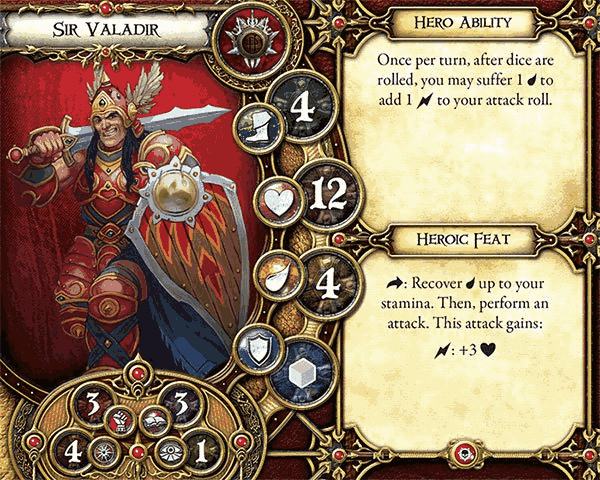 Sir Valadir
4
12
4
3
3
4
1
Hero Ability
Once per turn, after dice are
rolled, you may suffer 1 to
add 1 to your attack roll.
Heroic Feat
: Recover up to your
stamina. Then, perform an
attack. This attack gains:
: +3